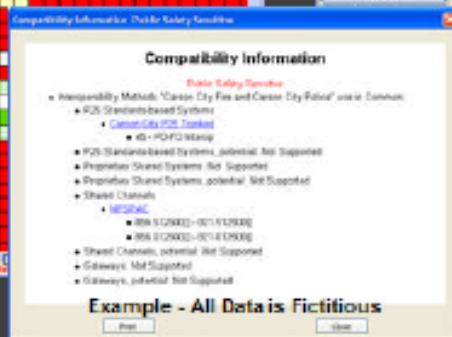 Compatibility Information Public Safety Sensitive
Compatibility Information
Public Safety Sensitive
Interoperability Methods "Carson City Fire and Carson City Police" use in Common:
P25 Standards-based Systems
Carson City P25 Trunked
P25 Standards-based Systems, potential: Not Supported
Proprietary Shared Systems: Not Supported
Proprietary Shared Systems, potential: Not Supported
Shared Channels
NPSPAC
Shared Channels, potential: Not Supported
Gateways: Not Supported
Gateways, potential: Not Supported
Example - All Data is Fictitious
Print
Close